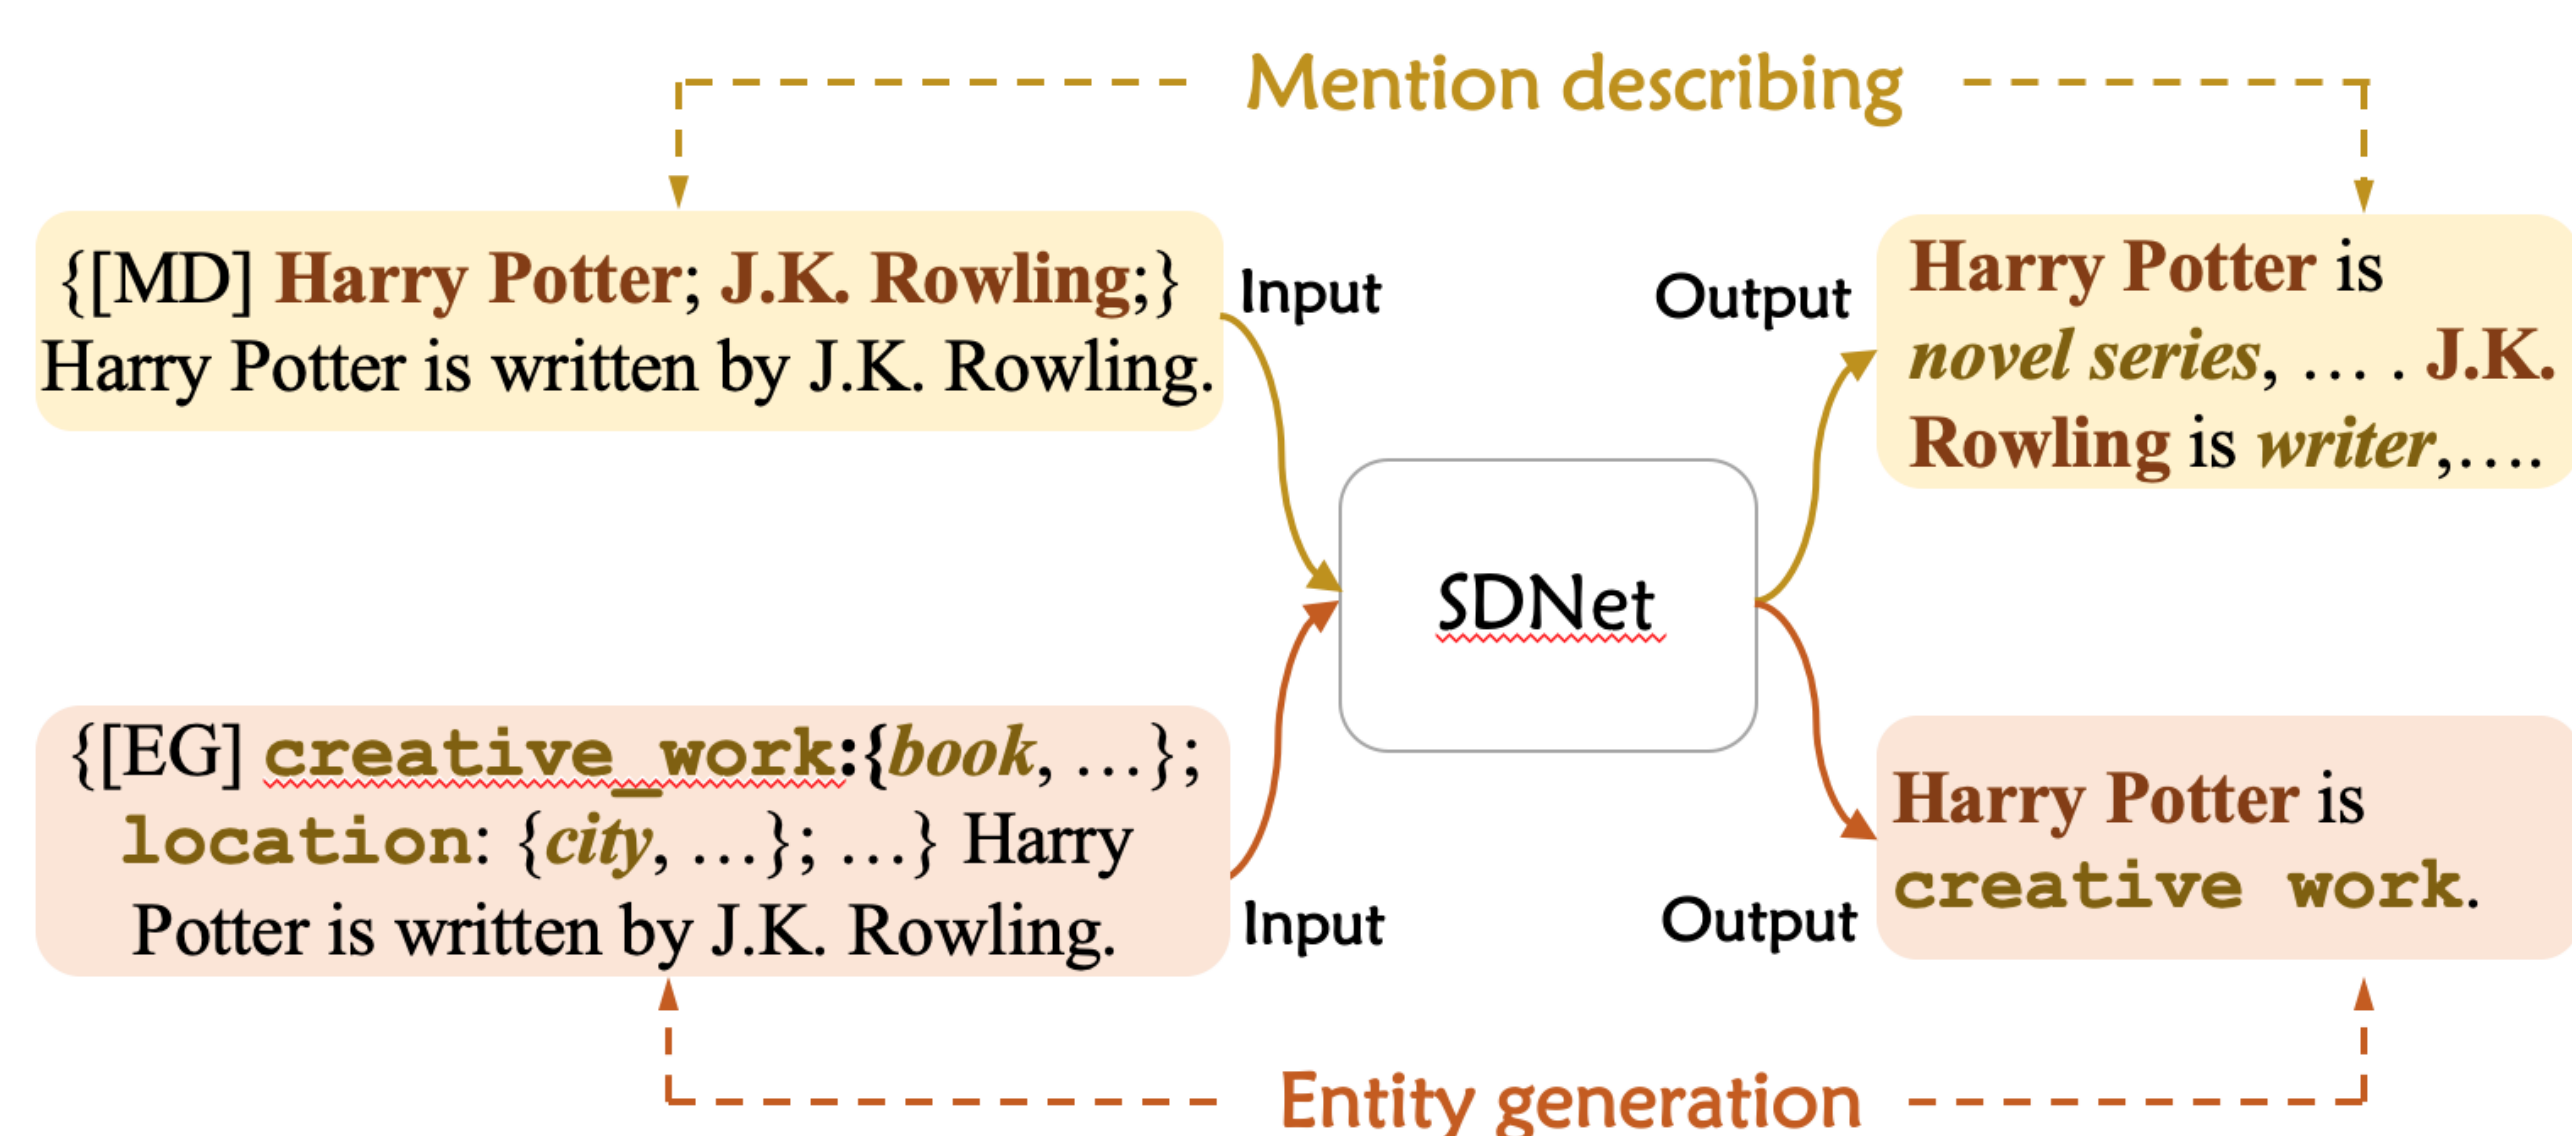 Mention describing
{[MD] Harry Potter; J.K. Rowling;}
Harry Potter is written by J.K. Rowling.
Input
Output
Harry Potter is
novel series, ... . J.K.
Rowling is writer,....
SDNet
{[EG] creative_work:{book, ...};
location: {city, ...}; ...} Harry
Potter is written by J.K. Rowling.
Input
Output
Harry Potter is
creative work.
Entity generation